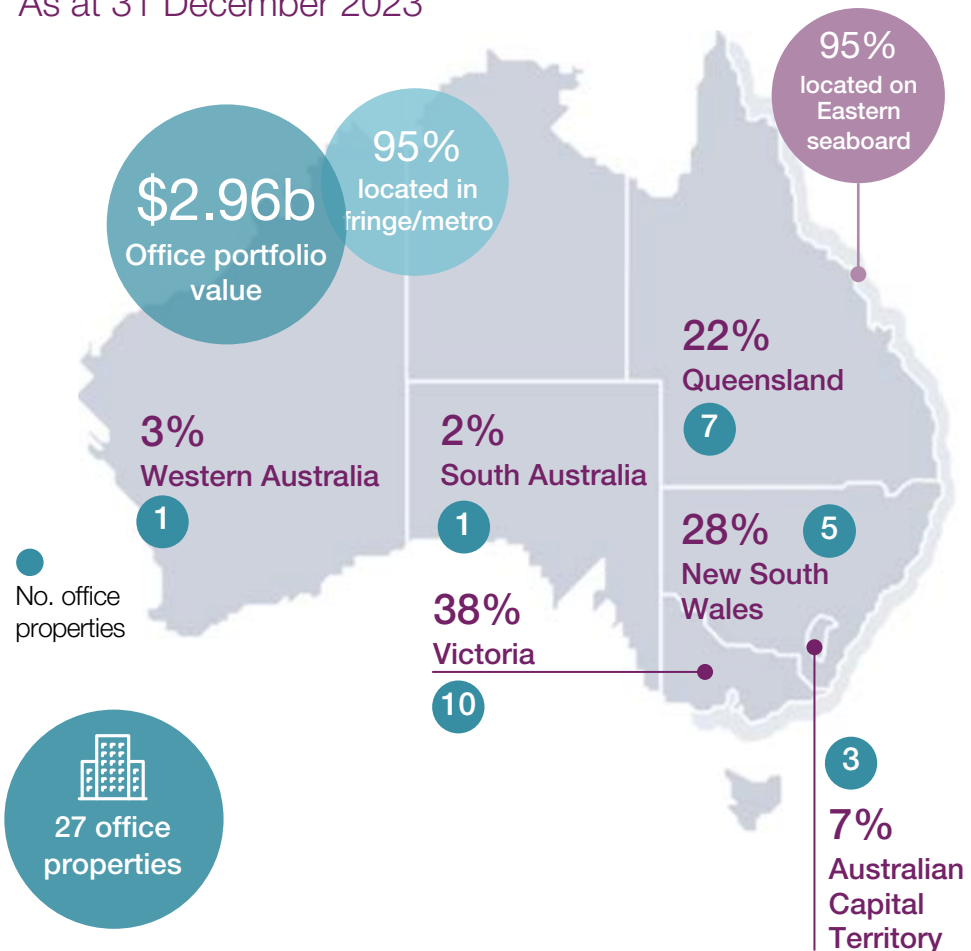 As at 31 December 2023
95%
located on
Eastern
seaboard
$2.96b
Office portfolio
value
95%
located in
fringe/metro
22%
Queensland
7
3%
Western Australia
1
2%
South Australia
1
28%
New South
Wales
5
No. office
properties
38%
Victoria
10
27 office
properties
3
7%
Australian
Capital
Territory